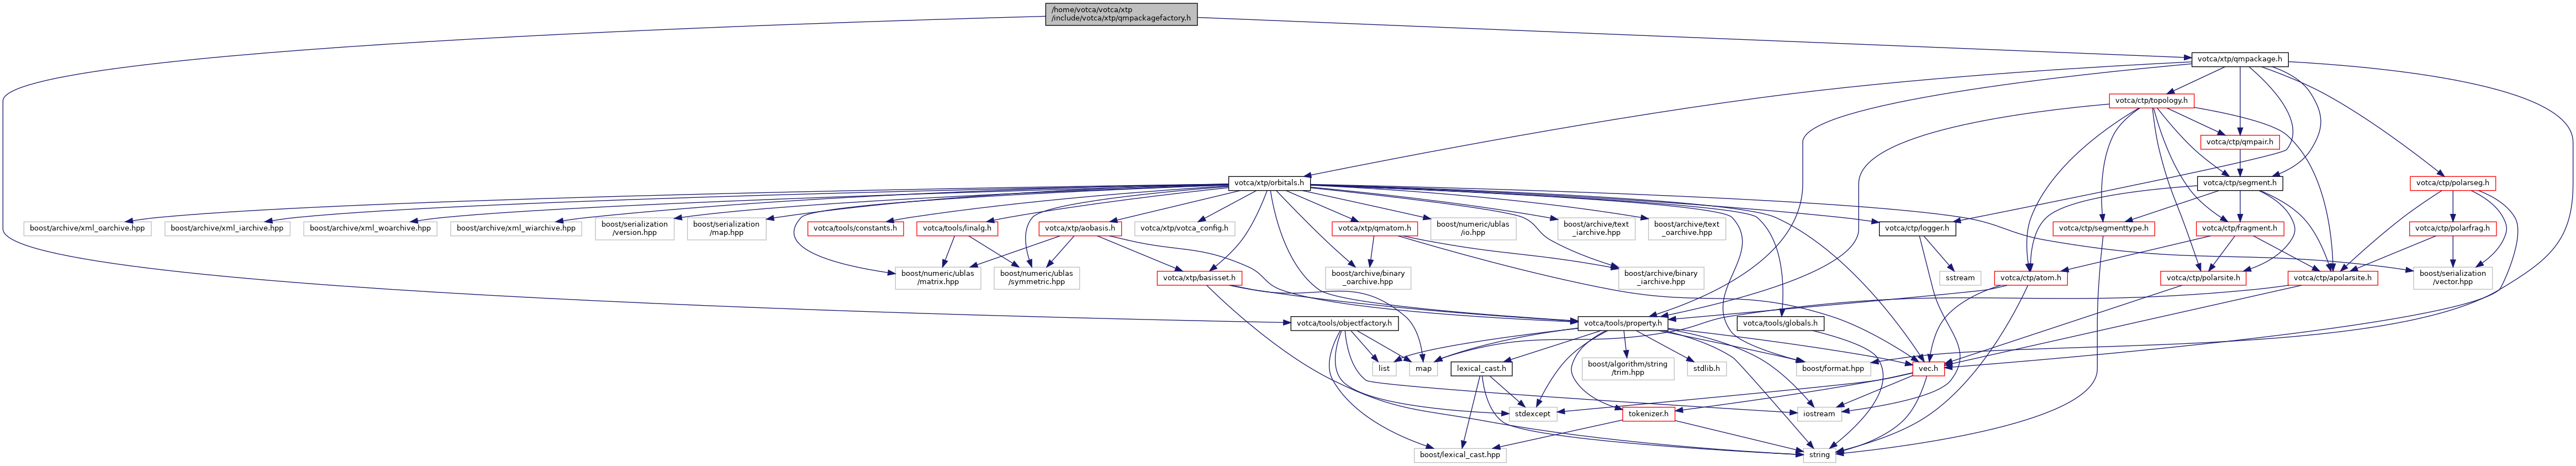 /home/votca/votca/xtp
/include/votca/xtp/qmpackagefactory.h
votca/xtp/qmpackage.h
votca/ctp/topology.h
votca/ctp/qmpair.h
votca/xtp/orbitals.h
votca/ctp/segment.h
votca/ctp/polarseg.h
boost/archive/xml_oarchive.hpp
boost/archive/xml_iarchive.hpp
boost/archive/xml_woarchive.hpp
boost/archive/xml_wiarchive.hpp
boost/serialization
/version.hpp
boost/serialization
/map.hpp
votca/tools/constants.h
votca/tools/linalg.h
votca/xtp/aobasis.h
votca/xtp/votca_config.h
votca/xtp/qmatom.h
boost/numeric/ublas
/io.hpp
boost/archive/text
_iarchive.hpp
boost/archive/text
_oarchive.hpp
votca/ctp/logger.h
votca/ctp/segmenttype.h
votca/ctp/fragment.h
votca/ctp/polarfrag.h
boost/numeric/ublas
/matrix.hpp
boost/numeric/ublas
/symmetric.hpp
votca/xtp/basisset.h
boost/archive/binary
_oarchive.hpp
boost/archive/binary
_iarchive.hpp
sstream
votca/ctp/atom.h
votca/ctp/polarsite.h
votca/ctp/apolarsite.h
boost/serialization
/vector.hpp
votca/tools/objectfactory.h
votca/tools/property.h
votca/tools/globals.h
list
map
lexical_cast.h
boost/algorithm/string
/trim.hpp
stdlib.h
boost/format.hpp
vec.h
stdexcept
tokenizer.h
iostream
boost/lexical_cast.hpp
string